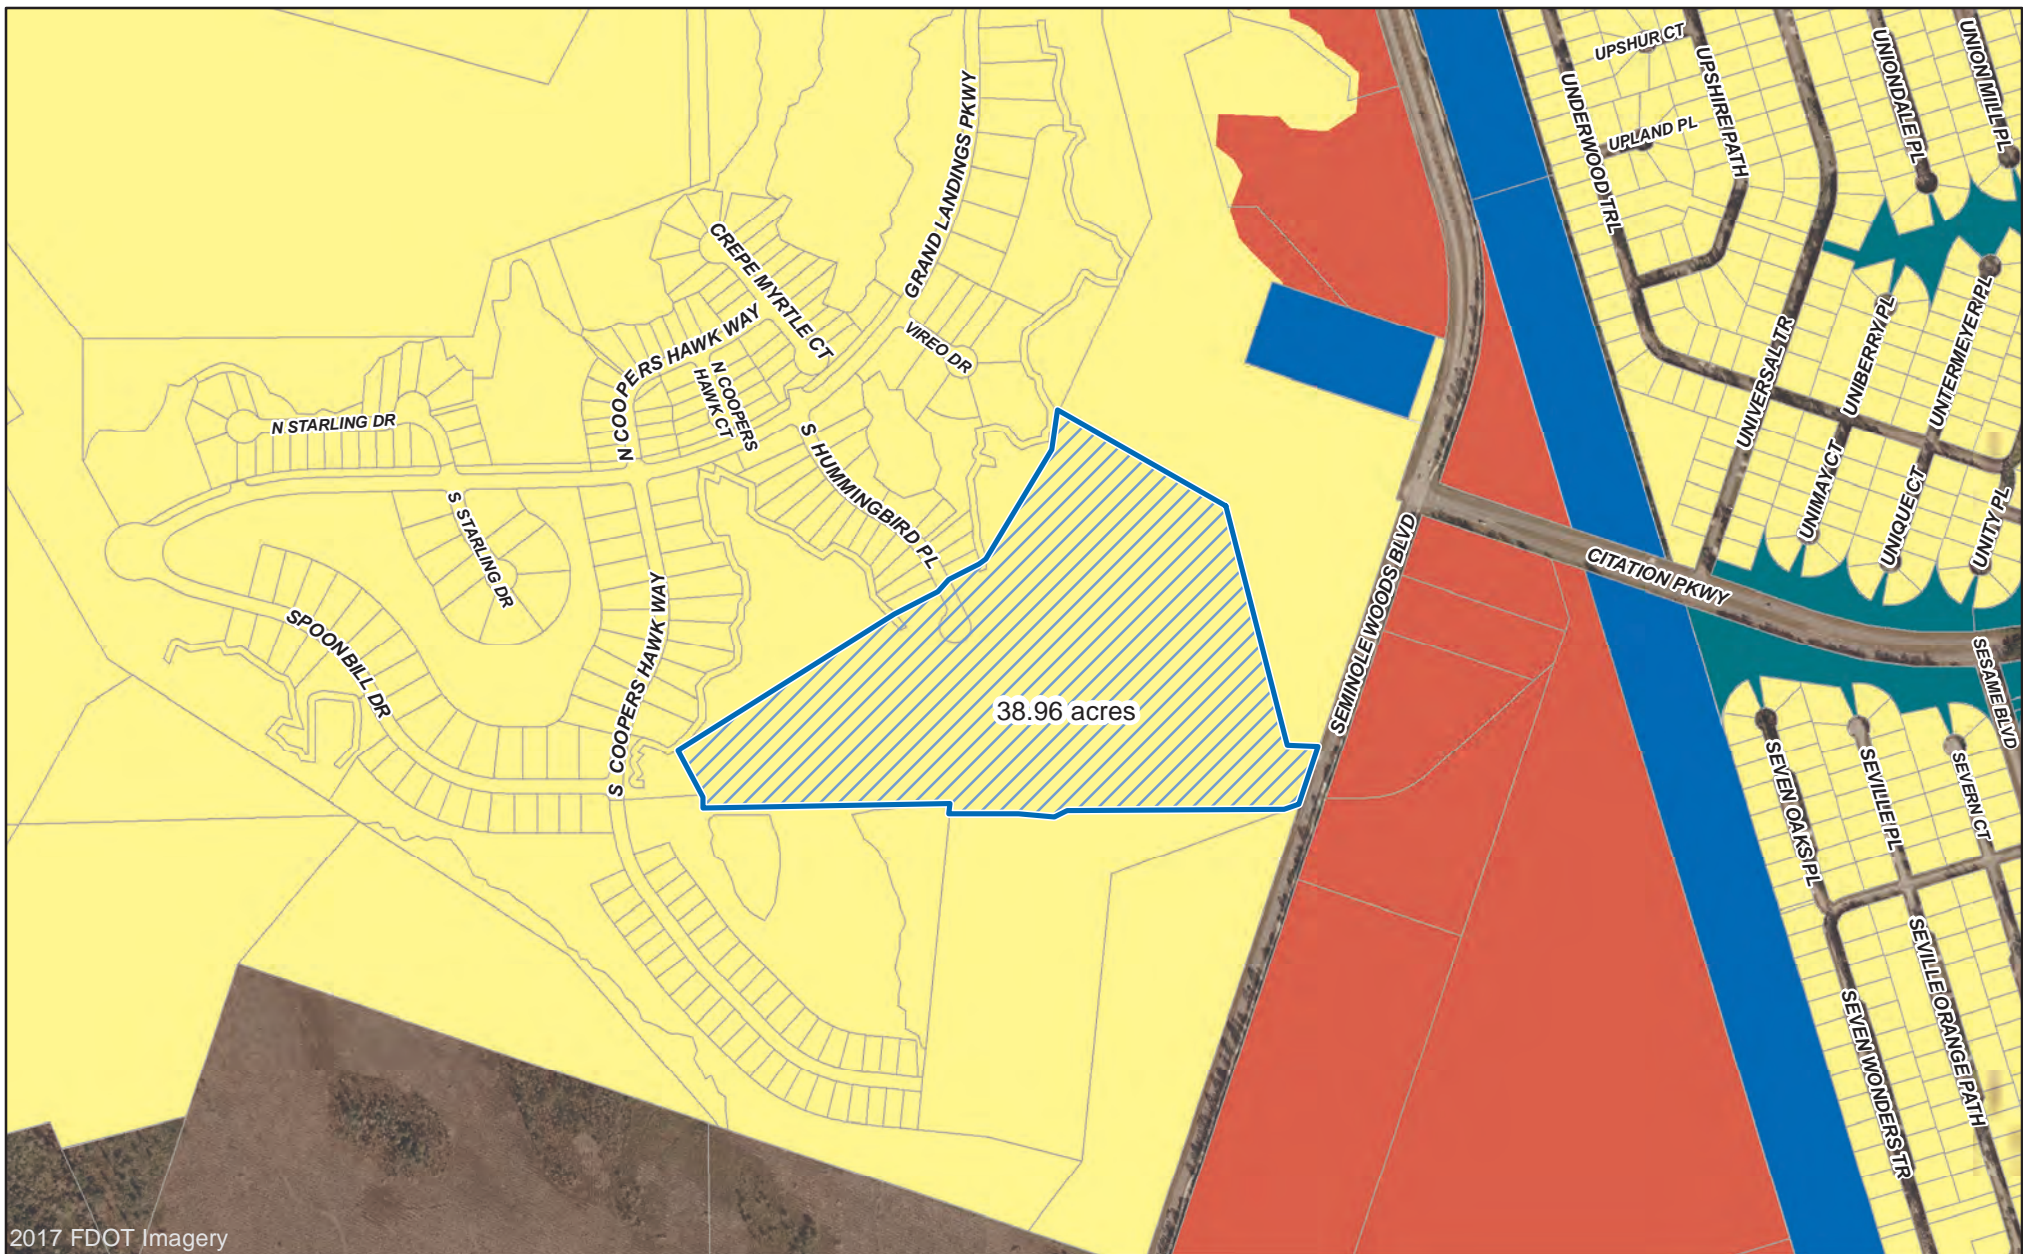 UPSHUR CT
UPSHIRE PATH
UNIONDALE PL
UNION MILL PL
UNDERWOOD TRL
UPLAND PL
GRAND LANDINGS PKWY
CREPE MYRTLE CT
N COOPERS HAWK WAY
VIREO DR
N COOPERS
HAWK CT
UNIVERSAL TR
UNIBERRY PL
UNTERMEYER PL
N STARLING DR
S HUMMINGBIRD PL
UNIMAY CT
UNIQUE CT
UNITY PL
S STARLING DR
SEMINOLE WOODS BLVD
CITATION PKWY
SPOONBILL DR
S COOPERS HAWK WAY
SESAME BLVD
38.96 acres
SEVEN OAKS PL
SEVILLE PL
SEVERN CT
SEVILLE ORANGE PATH
SEVEN WONDERS TR
2017 FDOT Imagery